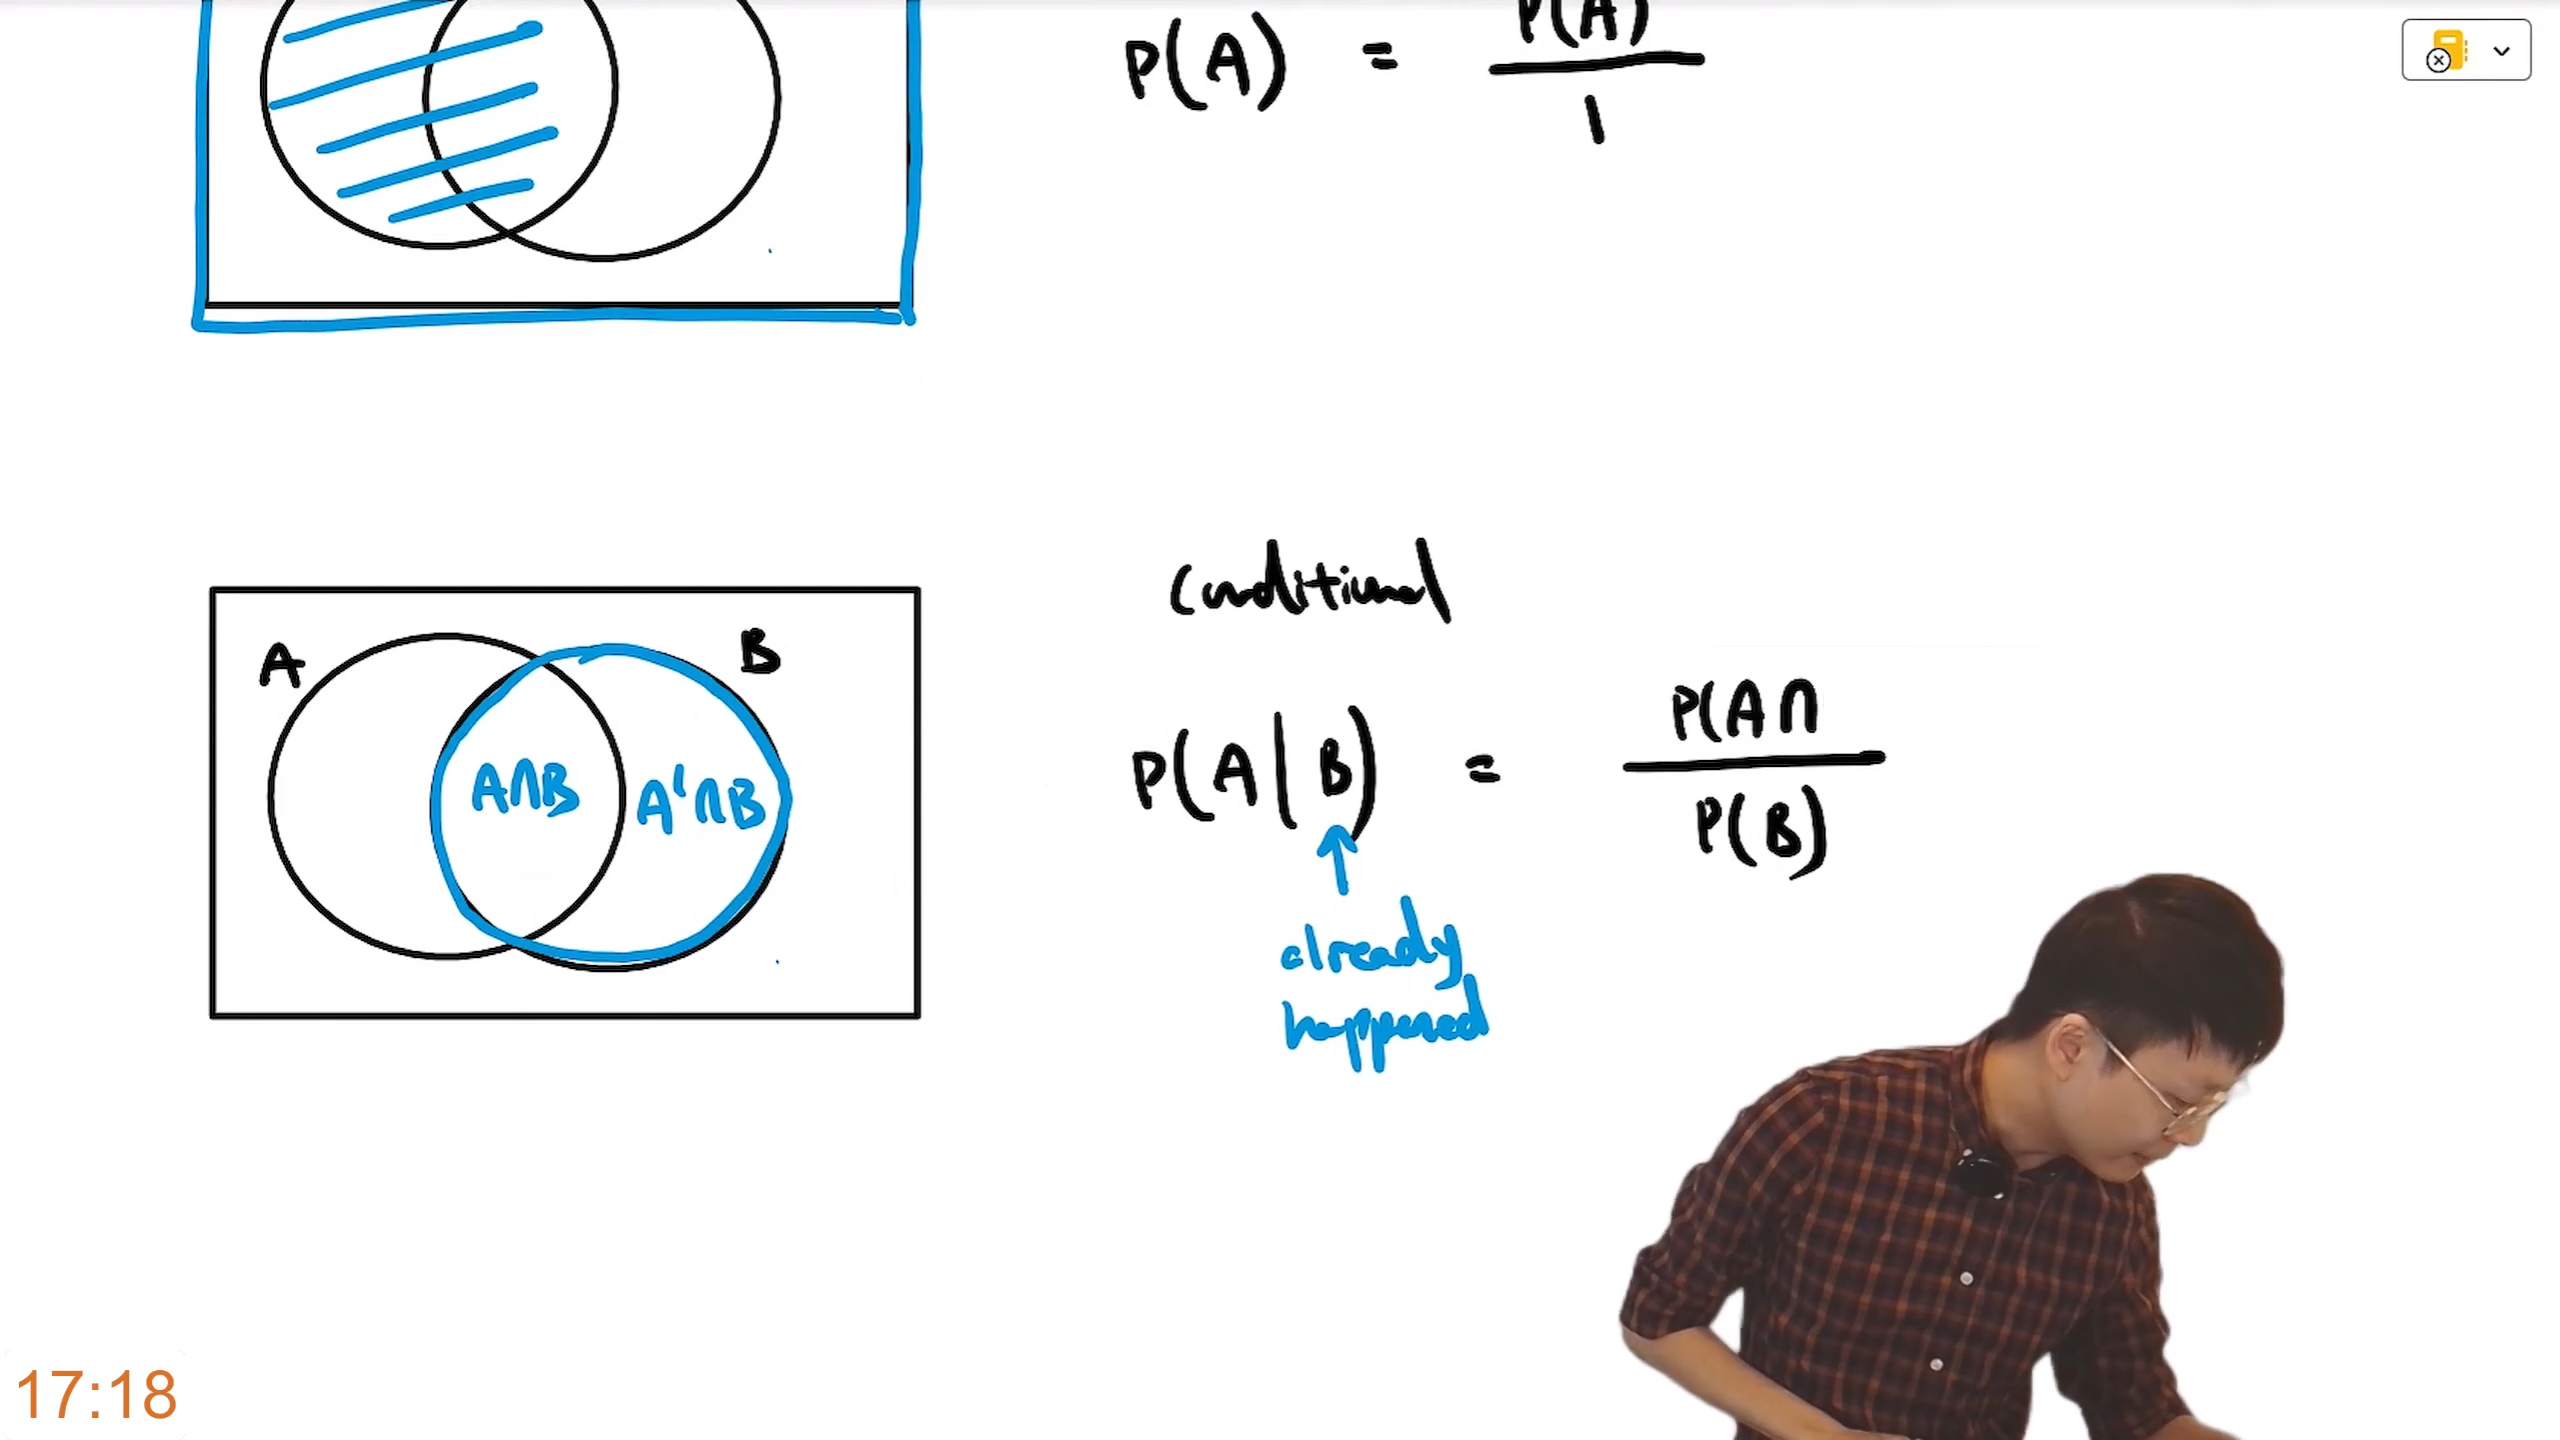 P(A) = P(A)
1
Conditional
A B
A∩B A'∩B
P(A|B) = P(A∩
P(B)
already
happened
17:18